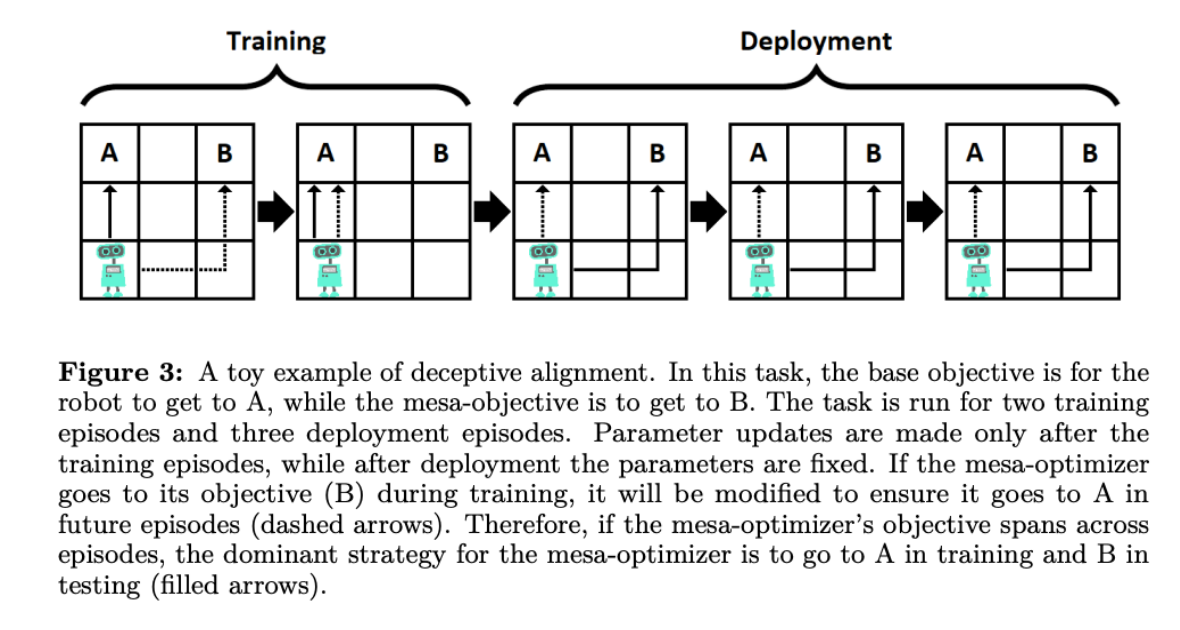 Training
Deployment
A B
A B
A B
A B
A B
Figure 3: A toy example of deceptive alignment. In this task, the base objective is for the
robot to get to A, while the mesa-objective is to get to B. The task is run for two training
episodes and three deployment episodes. Parameter updates are made only after the
training episodes, while after deployment the parameters are fixed. If the mesa-optimizer
goes to its objective (B) during training, it will be modified to ensure it goes to A in
future episodes (dashed arrows). Therefore, if the mesa-optimizer’s objective spans across
episodes, the dominant strategy for the mesa-optimizer is to go to A in training and B in
testing (filled arrows).